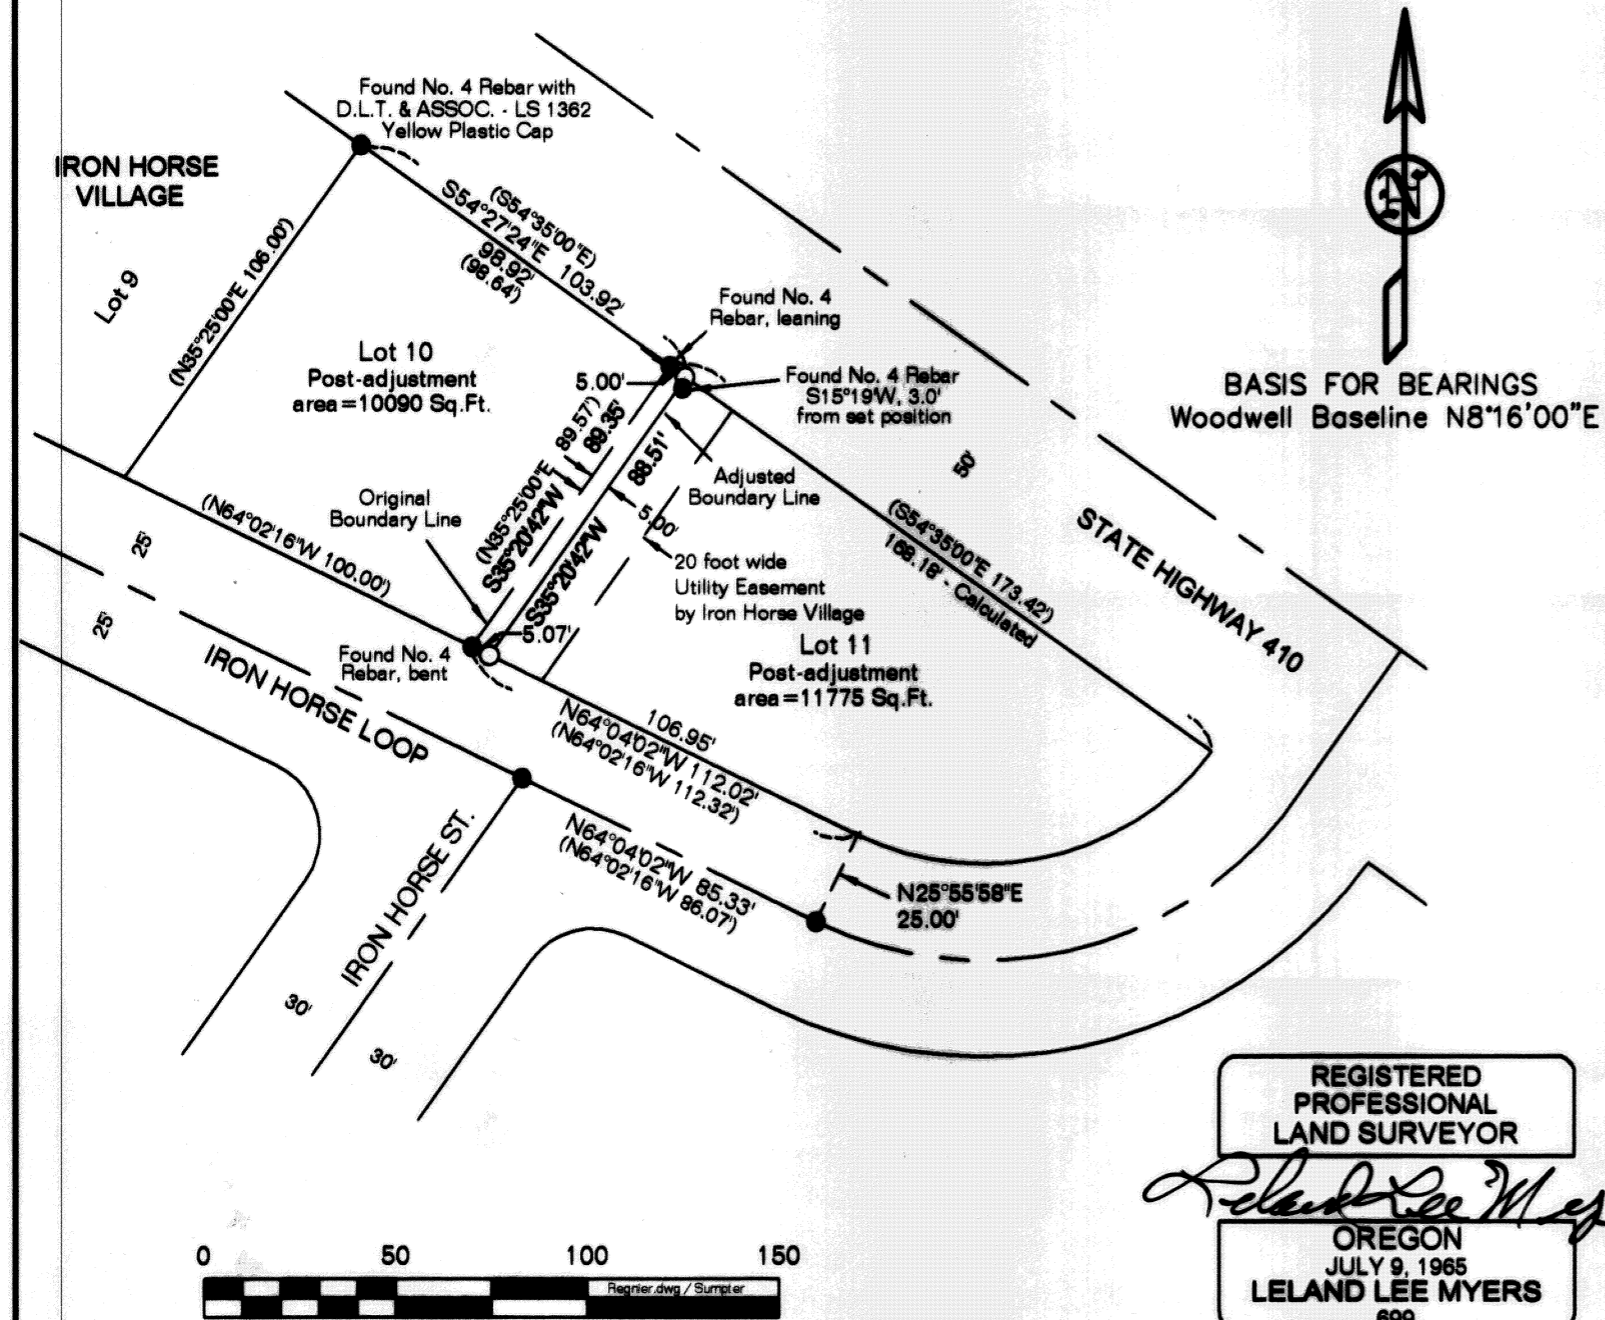 Found No. 4 Rebar with
D.L.T. & ASSOC. - LS 1362
Yellow Plastic Cap
IRON HORSE
VILLAGE
Lot 9
(N35°25'00"E 106.00')
(S54°35'00"E)
S54°27'24"E 103.92'
98.92'
(98.64')
Found No. 4
Rebar, leaning
Lot 10
Post-adjustment
area=10090 Sq.Ft.
5.00'
Found No. 4 Rebar
S15°19'W, 3.0'
from set position
BASIS FOR BEARINGS
Woodwell Baseline N8°16'00"E
N
(N35°25'00"E 89.57')
S35°20'42"W 89.35'
S35°20'42"W 88.51'
Adjusted
Boundary Line
Original
Boundary Line
5.00'
20 foot wide
Utility Easement
by Iron Horse Village
50'
STATE HIGHWAY 410
(S54°35'00"E 173.42')
168.18' - Calculated
(N64°02'16"W 100.00')
25'
25'
IRON HORSE LOOP
5.07'
Found No. 4
Rebar, bent
Lot 11
Post-adjustment
area=11775 Sq.Ft.
106.95'
N64°04'02"W 112.02'
(N64°02'16"W 112.32')
N64°04'02"W 85.33'
(N64°02'16"W 86.07')
N25°55'58"E
25.00'
IRON HORSE ST.
30'
30'
0 50 100 150
Regnier.dwg / Sumpter
REGISTERED
PROFESSIONAL
LAND SURVEYOR
Leland Lee Mye
OREGON
JULY 9, 1965
LELAND LEE MYERS
699